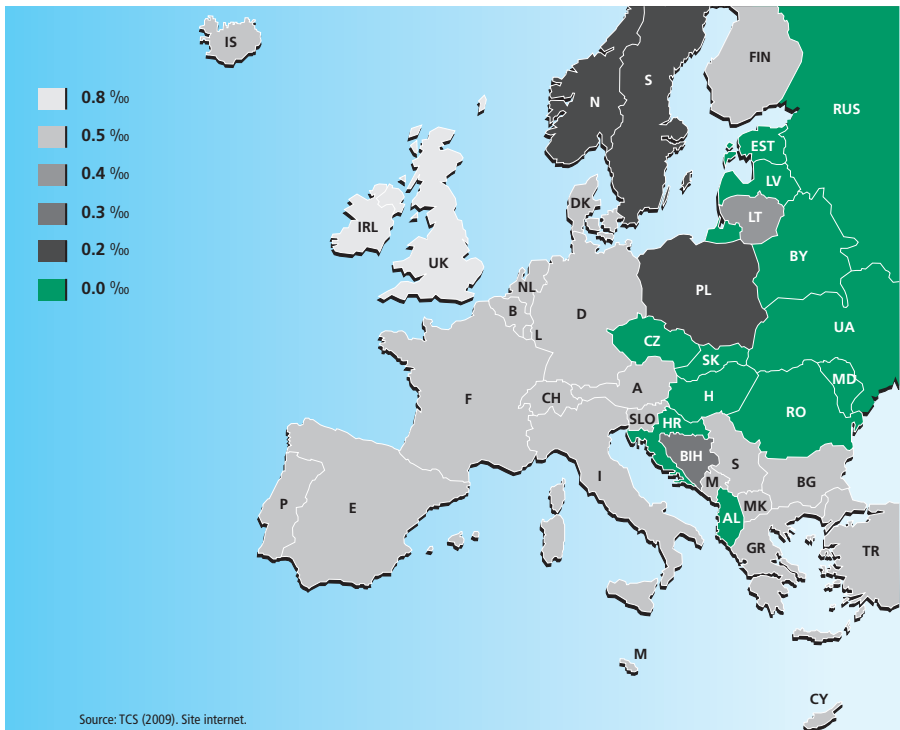 IS
FIN
0.8 ‰
N
S
RUS
0.5 ‰
EST
0.4 ‰
LV
DK
0.3 ‰
LT
IRL
0.2 ‰
BY
UK
0.0 ‰
NL
PL
B
D
L
UA
CZ
SK
MD
A
H
F
CH
RO
SLO
HR
BIH
S
I
M
BG
P
E
MK
AL
GR
TR
M
CY
Source: TCS (2009). Site internet.